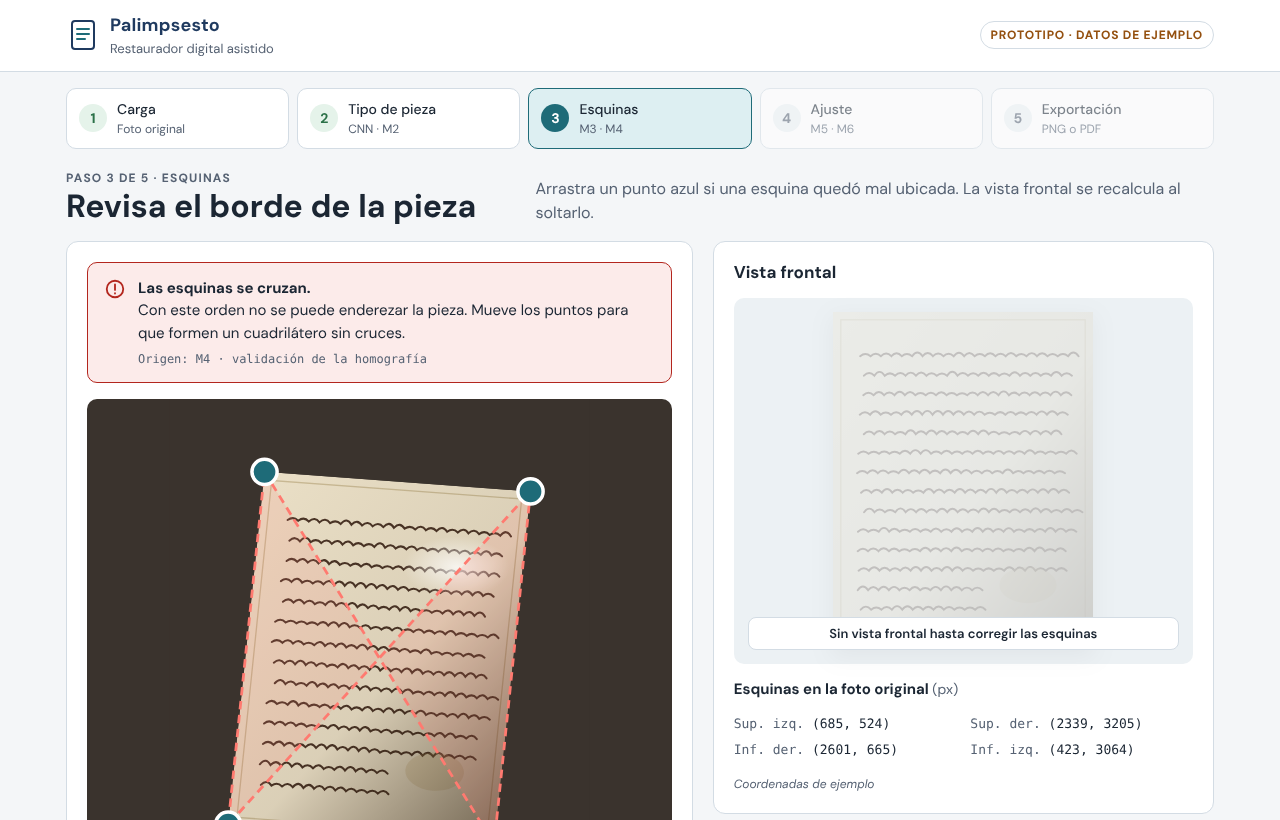 Palimpsesto
Restaurador digital asistido
PROTOTIPO · DATOS DE EJEMPLO
1
Carga
Foto original
2
Tipo de pieza
CNN · M2
3
Esquinas
M3 · M4
4
Ajuste
M5 · M6
5
Exportación
PNG o PDF
PASO 3 DE 5 · ESQUINAS
Revisa el borde de la pieza
Arrastra un punto azul si una esquina quedó mal ubicada. La vista frontal se recalcula al
soltarlo.
Las esquinas se cruzan.
Con este orden no se puede enderezar la pieza. Mueve los puntos para
que formen un cuadrilátero sin cruces.
Origen: M4 · validación de la homografía
Vista frontal
Sin vista frontal hasta corregir las esquinas
Esquinas en la foto original (px)
Sup. izq. (685, 524)
Sup. der. (2339, 3205)
Inf. der. (2601, 665)
Inf. izq. (423, 3064)
Coordenadas de ejemplo